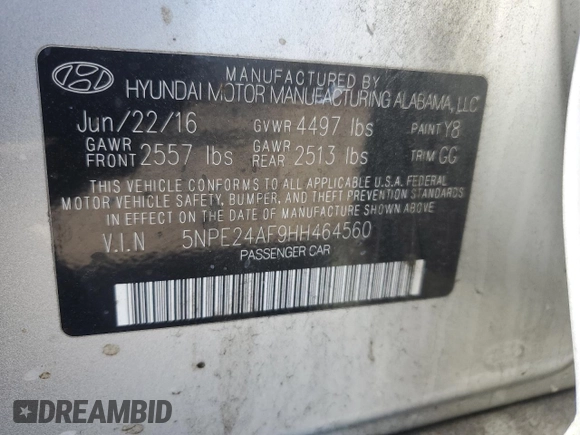 MANUFACTURED BY
HYUNDAI MOTOR MANUFACTURING ALABAMA, LLC
Jun/22/16 GVWR 4497 lbs PAINT Y8
GAWR FRONT 2557 lbs GAWR REAR 2513 lbs TRIM GG
THIS VEHICLE CONFORMS TO ALL APPLICABLE U.S.A. FEDERAL
MOTOR VEHICLE SAFETY, BUMPER, AND THEFT PREVENTION STANDARDS
IN EFFECT ON THE DATE OF MANUFACTURE SHOWN ABOVE.
V.I.N 5NPE24AF9HH464560
PASSENGER CAR
DREAMBID